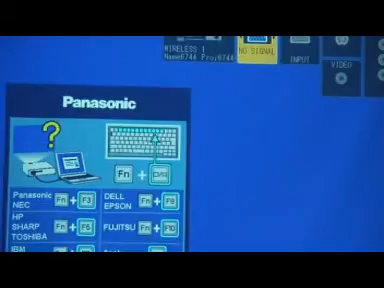 WIRELESS 1
Name6744 Proj6744
NO SIGNAL
INPUT
VIDEO
Panasonic
?
Fn +
Panasonic NEC Fn + F3
DELL EPSON Fn + F8
HP SHARP TOSHIBA Fn + F5
FUJITSU Fn + F10
IBM